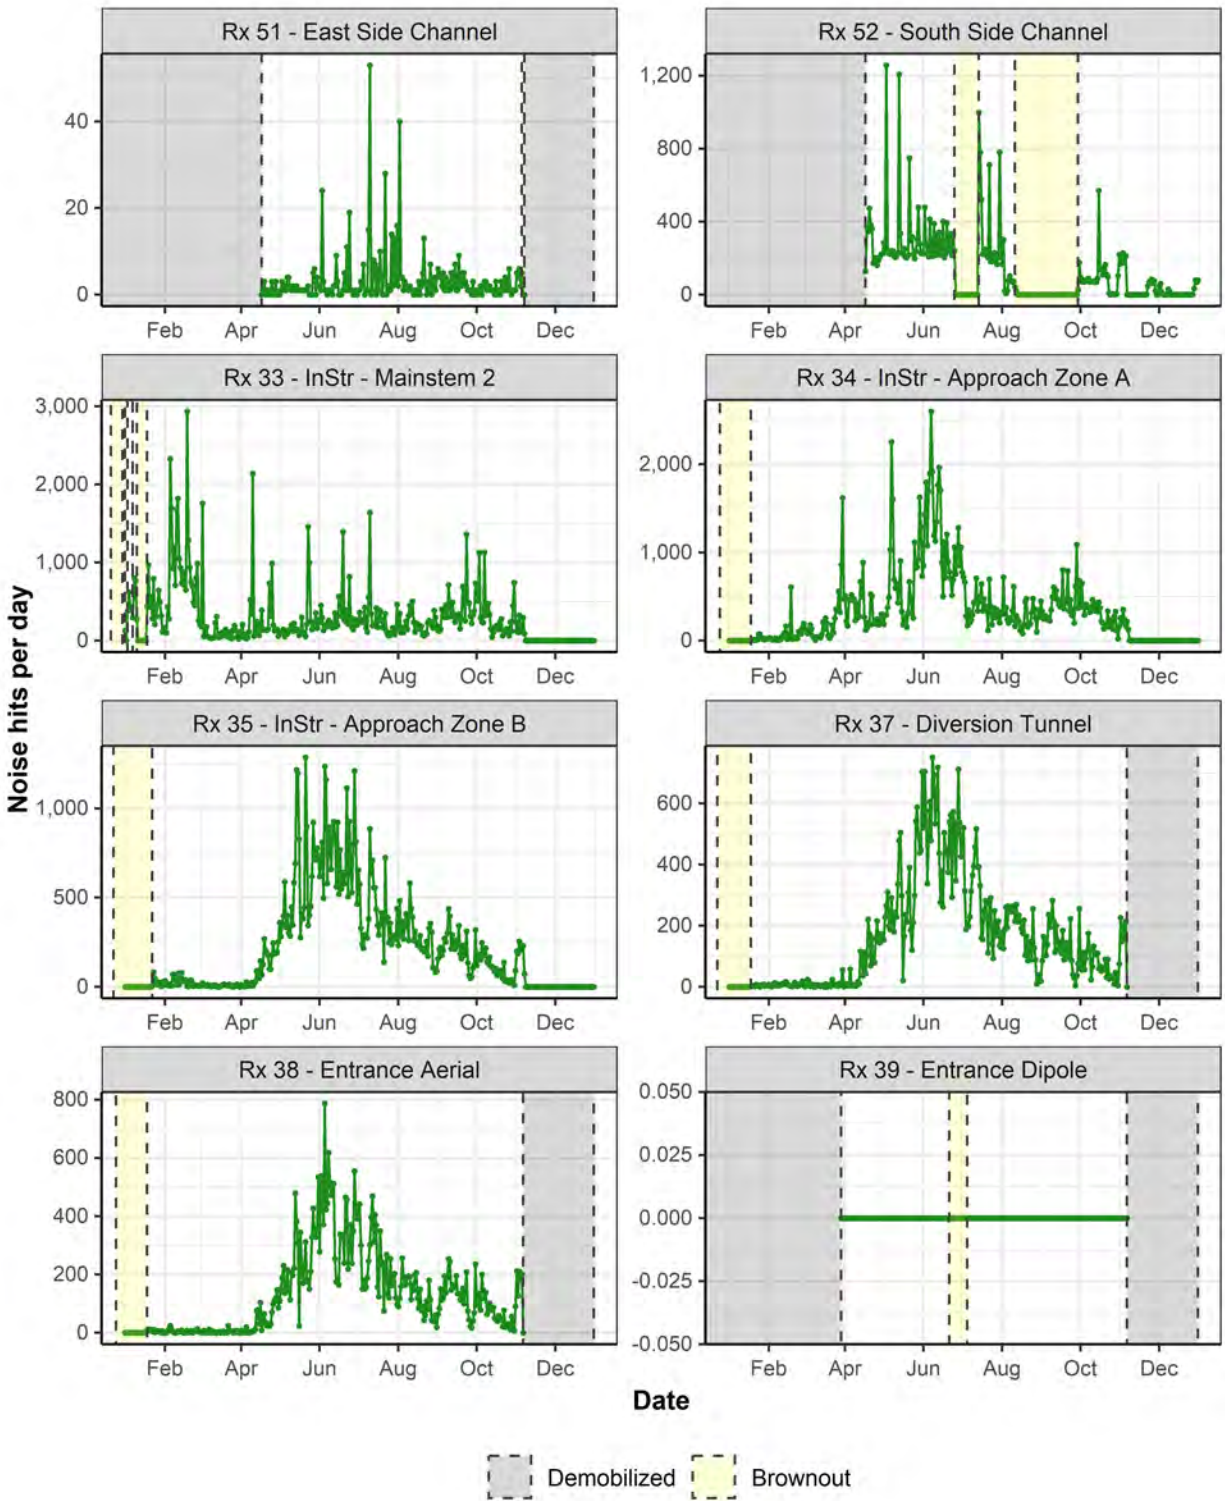 Rx 51 - East Side Channel
Rx 52 - South Side Channel
40
20
0
Feb Apr Jun Aug Oct Dec
1,200
800
400
0
Feb Apr Jun Aug Oct Dec
Rx 33 - InStr - Mainstem 2
Rx 34 - InStr - Approach Zone A
3,000
2,000
1,000
0
Feb Apr Jun Aug Oct Dec
2,000
1,000
0
Feb Apr Jun Aug Oct Dec
Noise hits per day
Rx 35 - InStr - Approach Zone B
Rx 37 - Diversion Tunnel
1,000
500
0
Feb Apr Jun Aug Oct Dec
600
400
200
0
Feb Apr Jun Aug Oct Dec
Rx 38 - Entrance Aerial
Rx 39 - Entrance Dipole
800
600
400
200
0
Feb Apr Jun Aug Oct Dec
0.050
0.025
0.000
-0.025
-0.050
Feb Apr Jun Aug Oct Dec
Date
Demobilized Brownout